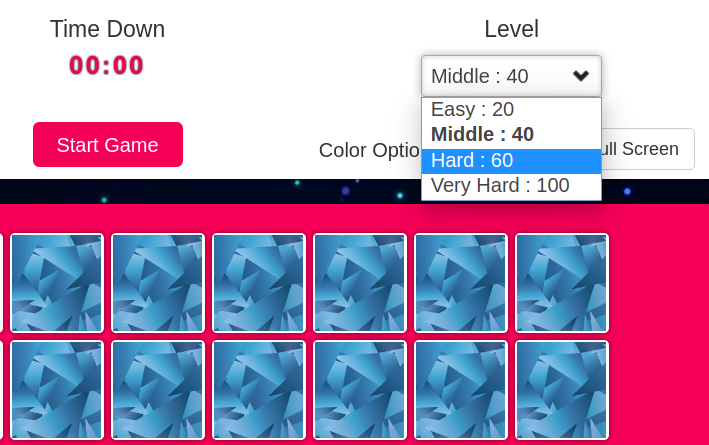 Time Down
00:00
Start Game
Level
Middle : 40
Easy : 20
Middle : 40
Hard : 60
Very Hard : 100
Color Optio
ull Screen